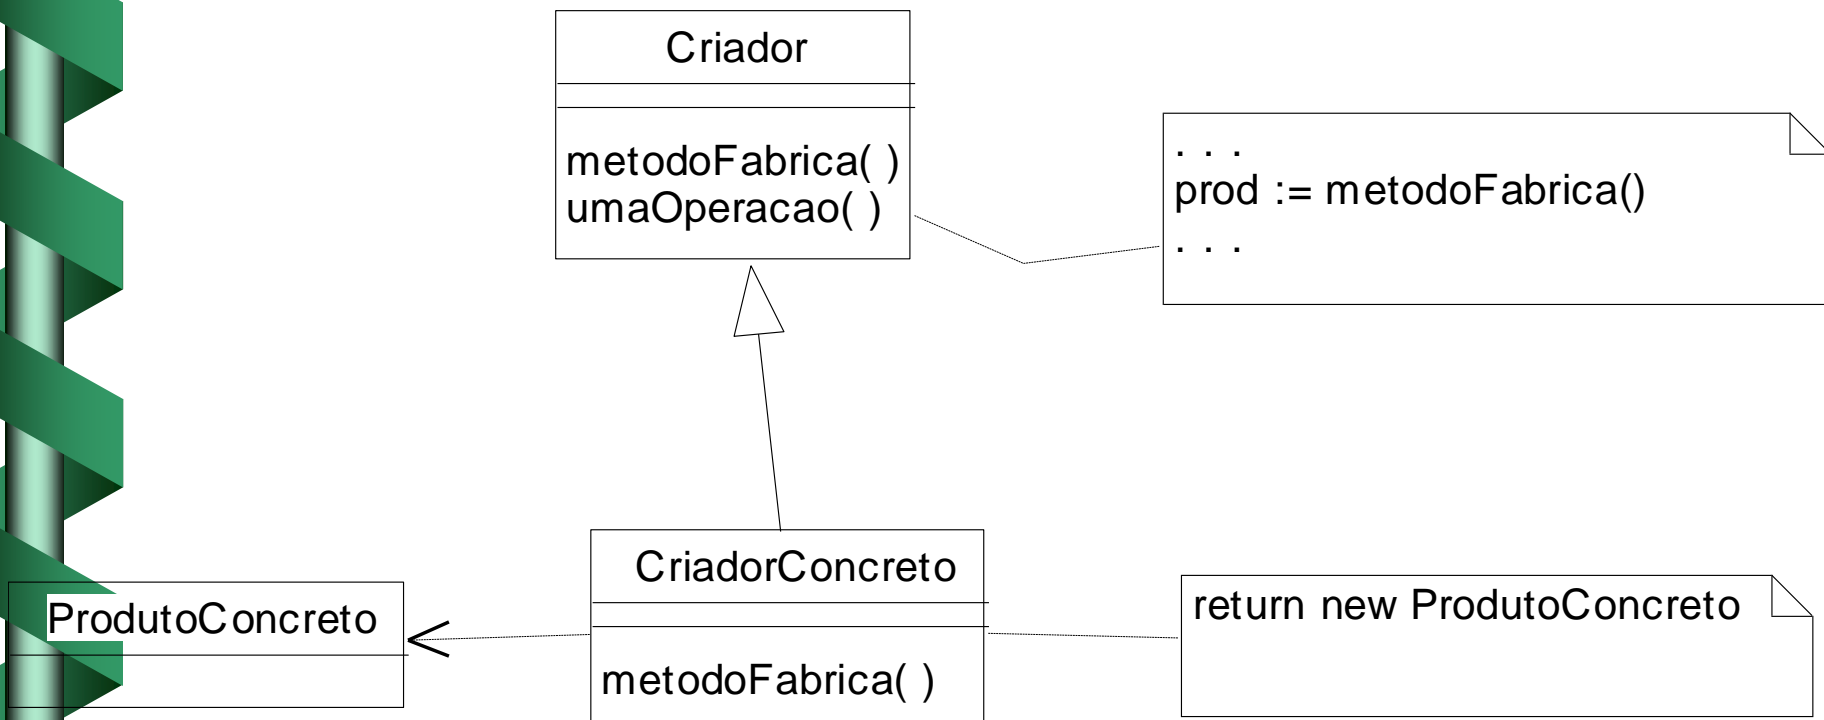 Criador
metodoFabrica( )
umaOperacao( )
. . .
prod := metodoFabrica()
. . .
ProdutoConcreto
CriadorConcreto
metodoFabrica( )
return new ProdutoConcreto